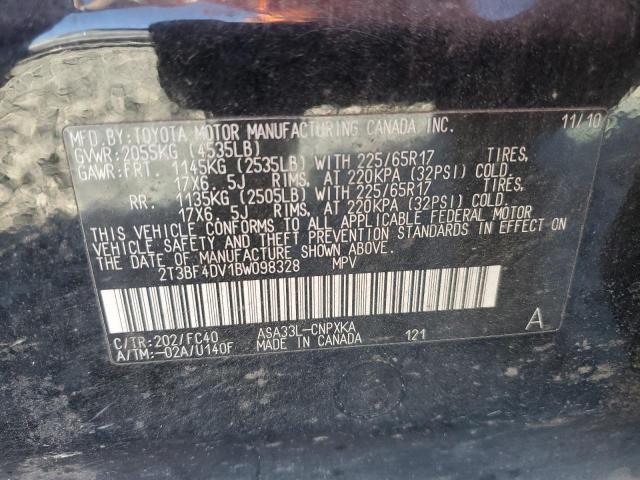 MFD.BY:TOYOTA MOTOR MANUFACTURING CANADA INC. 11/10
GVWR:2055KG (4535LB)
GAWR:FRT. 1145KG (2535LB) WITH 225/65R17 TIRES,
17X6.5J RIMS, AT 220KPA (32PSI) COLD.
RR. 1135KG (2505LB) WITH 225/65R17 TIRES,
17X6.5J RIMS, AT 220KPA (32PSI) COLD.
THIS VEHICLE CONFORMS TO ALL APPLICABLE FEDERAL MOTOR
VEHICLE SAFETY AND THEFT PREVENTION STANDARDS IN EFFECT ON
THE DATE OF MANUFACTURE SHOWN ABOVE.
2T3BF4DV1BW098328 MPV
C/TR:202/FC40 ASA33L-CNPXKA 121 A
A/TM:-02A/U140F MADE IN CANADA